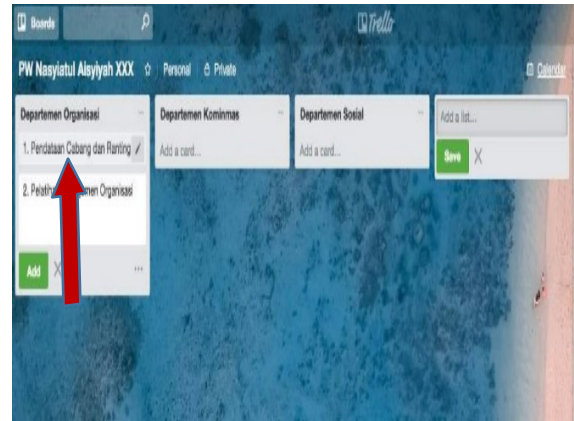 Boards
Trello
PW Nasyiatul Aisyiyah XXX Personal Private
Calendar
Departemen Organisasi
1. Pendataan Cabang dan Ranting
2. Organisasi
Add X
Departemen Kominmas
Add a card...
Departemen Sosial
Add a card...
Add a list...
Save X